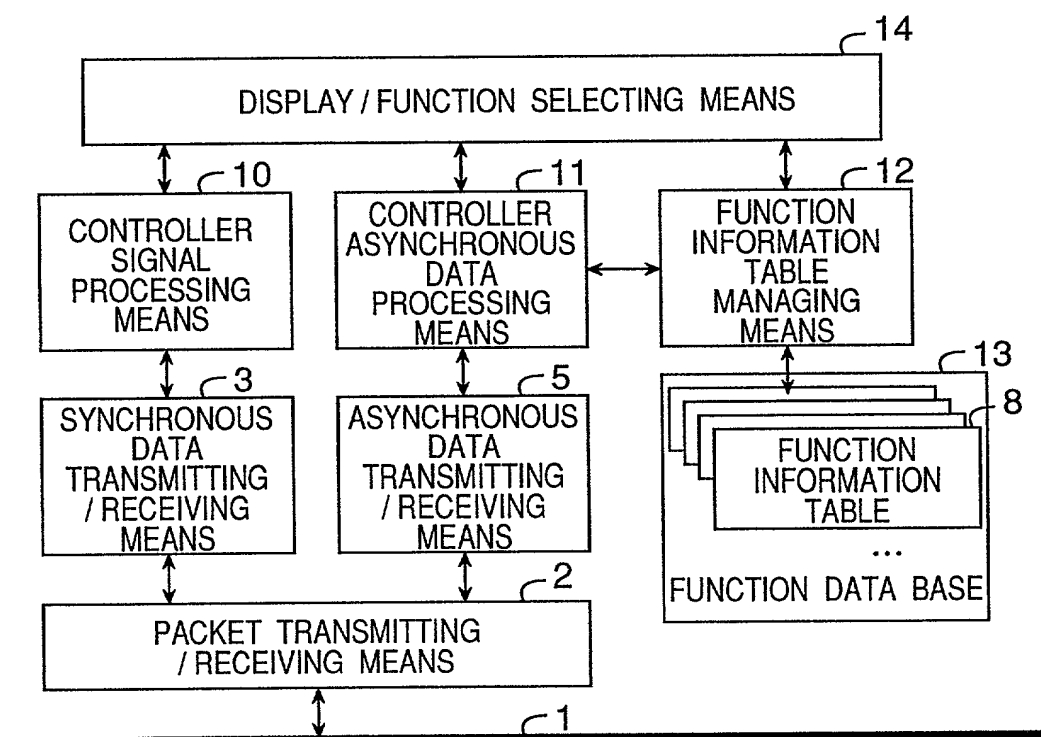 14
DISPLAY / FUNCTION SELECTING MEANS
10
CONTROLLER
SIGNAL
PROCESSING
MEANS
11
CONTROLLER
ASYNCHRONOUS
DATA
PROCESSING
MEANS
12
FUNCTION
INFORMATION
TABLE
MANAGING
MEANS
3
SYNCHRONOUS
DATA
TRANSMITTING
/ RECEIVING
MEANS
5
ASYNCHRONOUS
DATA
TRANSMITTING
/ RECEIVING
MEANS
13
8
FUNCTION
INFORMATION
TABLE
...
FUNCTION DATA BASE
2
PACKET TRANSMITTING
/ RECEIVING MEANS
1